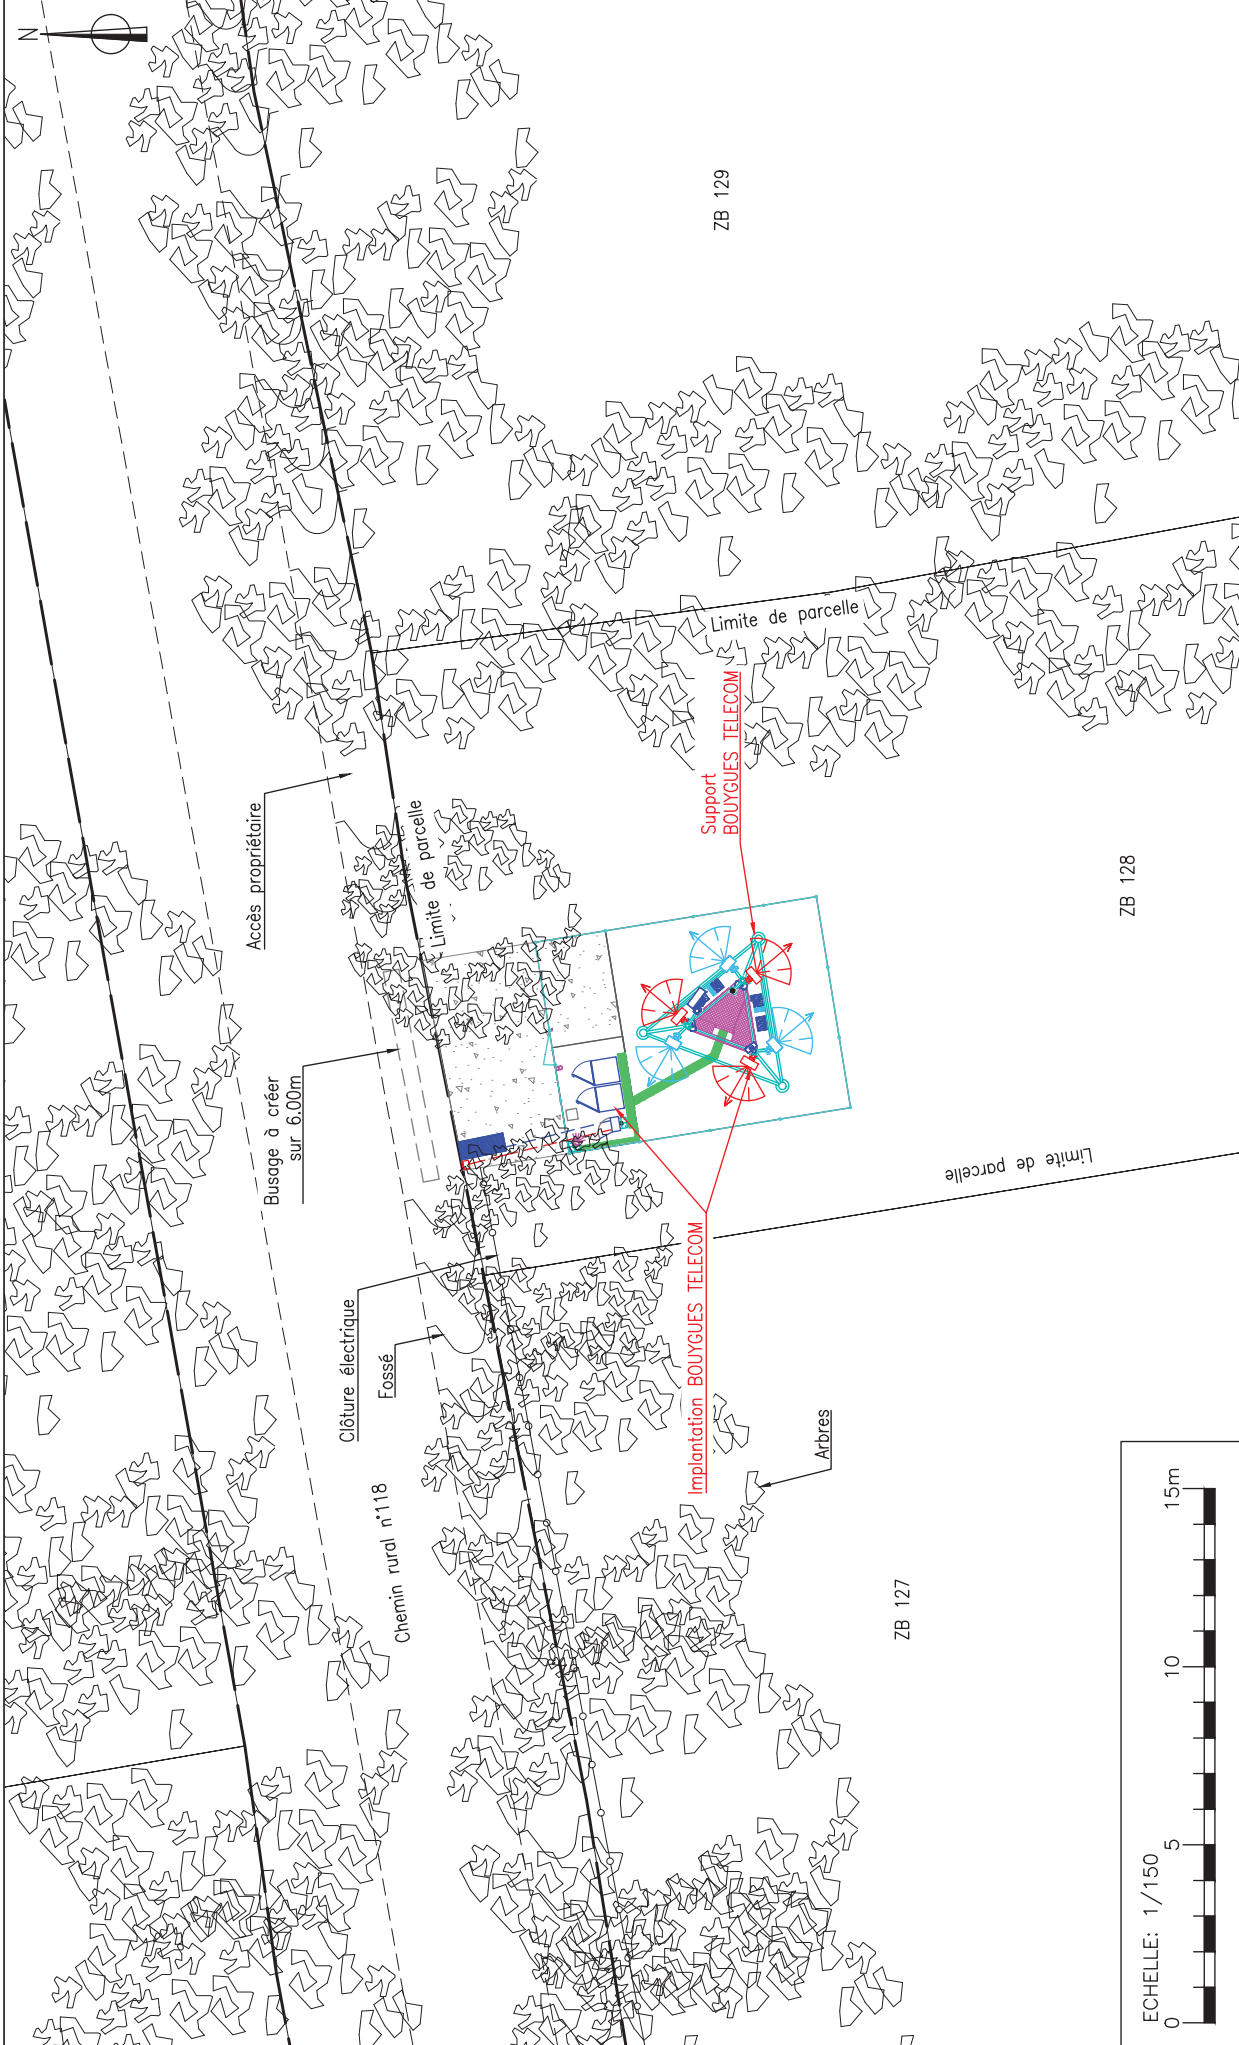 N
ZB 129
Limite de parcelle
Accès propriétaire
Limite de parcelle
Support
BOUYGUES TELECOM
ZB 128
Busage à créer
sur 6.00m
Limite de parcelle
Clôture électrique
Fossé
Implantation BOUYGUES TELECOM
Arbres
Chemin rural n°118
ZB 127
ECHELLE: 1/150
0 5 10 15m